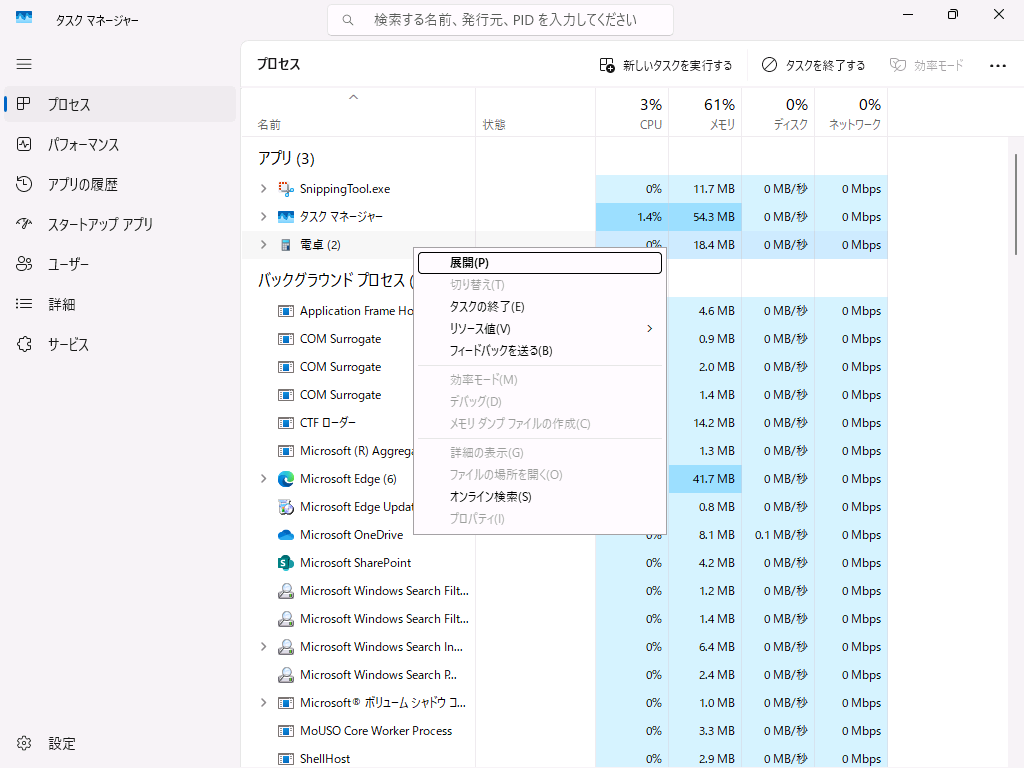 タスク マネージャー
検索する名前、発行元、PID を入力してください
プロセス
新しいタスクを実行する
タスクを終了する
効率モード
プロセス
パフォーマンス
アプリの履歴
スタートアップ アプリ
ユーザー
詳細
サービス
設定
3% 61% 0% 0%
名前 状態 CPU メモリ ディスク ネットワーク
アプリ (3)
SnippingTool.exe 0% 11.7 MB 0 MB/秒 0 Mbps
タスク マネージャー 1.4% 54.3 MB 0 MB/秒 0 Mbps
電卓 (2) 0% 18.4 MB 0 MB/秒 0 Mbps
バックグラウンド プロセス (
Application Frame Ho 4.6 MB 0 MB/秒 0 Mbps
COM Surrogate 0.9 MB 0 MB/秒 0 Mbps
COM Surrogate 2.0 MB 0 MB/秒 0 Mbps
COM Surrogate 1.4 MB 0 MB/秒 0 Mbps
CTF ローダー 14.2 MB 0 MB/秒 0 Mbps
Microsoft (R) Aggrega 1.3 MB 0 MB/秒 0 Mbps
Microsoft Edge (6) 41.7 MB 0 MB/秒 0 Mbps
Microsoft Edge Updat 0.8 MB 0 MB/秒 0 Mbps
Microsoft OneDrive 0% 8.1 MB 0.1 MB/秒 0 Mbps
Microsoft SharePoint 0% 4.2 MB 0 MB/秒 0 Mbps
Microsoft Windows Search Filt... 0% 1.2 MB 0 MB/秒 0 Mbps
Microsoft Windows Search Filt... 0% 1.4 MB 0 MB/秒 0 Mbps
Microsoft Windows Search In... 0% 6.4 MB 0 MB/秒 0 Mbps
Microsoft Windows Search P... 0% 2.4 MB 0 MB/秒 0 Mbps
Microsoft® ボリューム シャドウ コ... 0% 1.0 MB 0 MB/秒 0 Mbps
MoUSO Core Worker Process 0% 3.3 MB 0 MB/秒 0 Mbps
ShellHost 0% 2.9 MB 0 MB/秒 0 Mbps
展開(P)
切り替え(T)
タスクの終了(E)
リソース値(V)
フィードバックを送る(B)
効率モード(M)
デバッグ(D)
メモリ ダンプ ファイルの作成(C)
詳細の表示(G)
ファイルの場所を開く(O)
オンライン検索(S)
プロパティ(I)